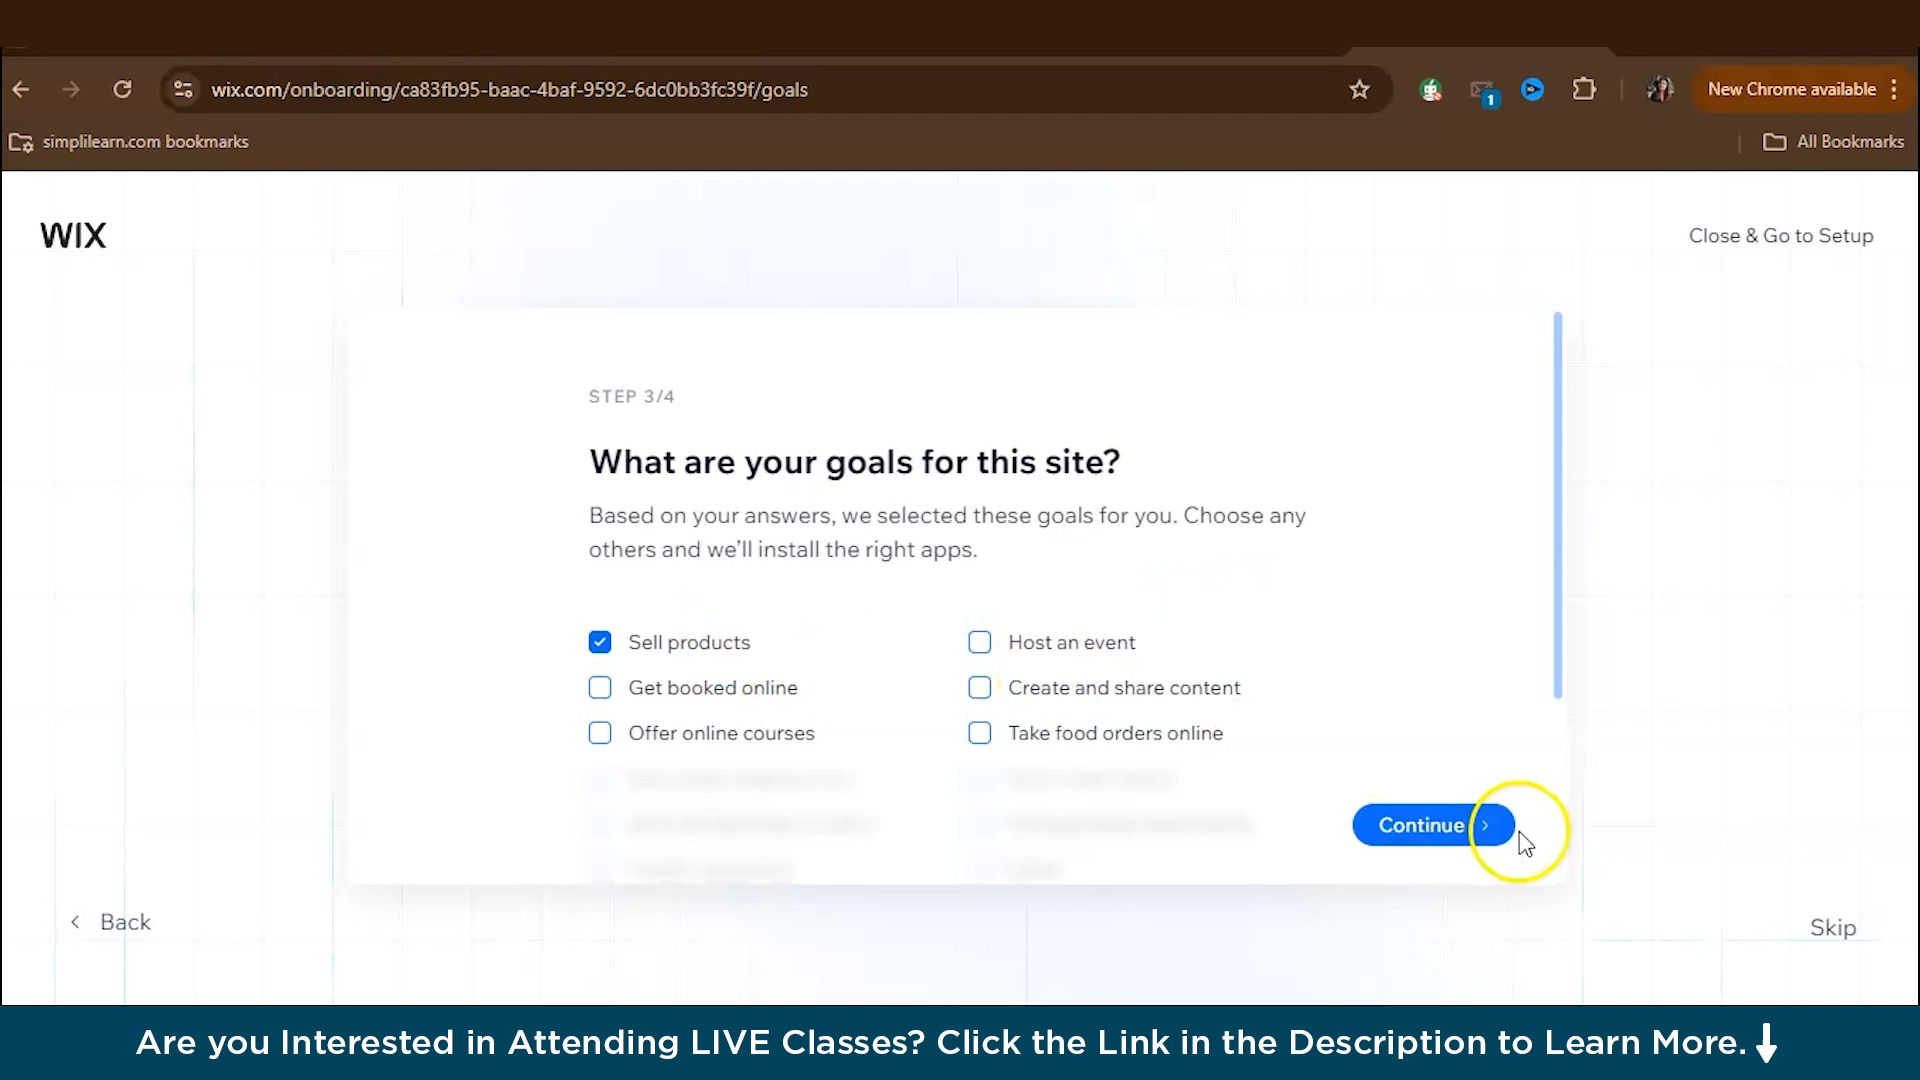 wix.com/onboarding/ca83fb95-baac-4baf-9592-6dc0bb3fc39f/goals
1
New Chrome available
simplilearn.com bookmarks
All Bookmarks
WIX
Close & Go to Setup
STEP 3/4
What are your goals for this site?
Based on your answers, we selected these goals for you. Choose any
others and we'll install the right apps.
Sell products
Host an event
Get booked online
Create and share content
Offer online courses
Take food orders online
Continue
Back
Skip
Are you Interested in Attending LIVE Classes? Click the Link in the Description to Learn More.